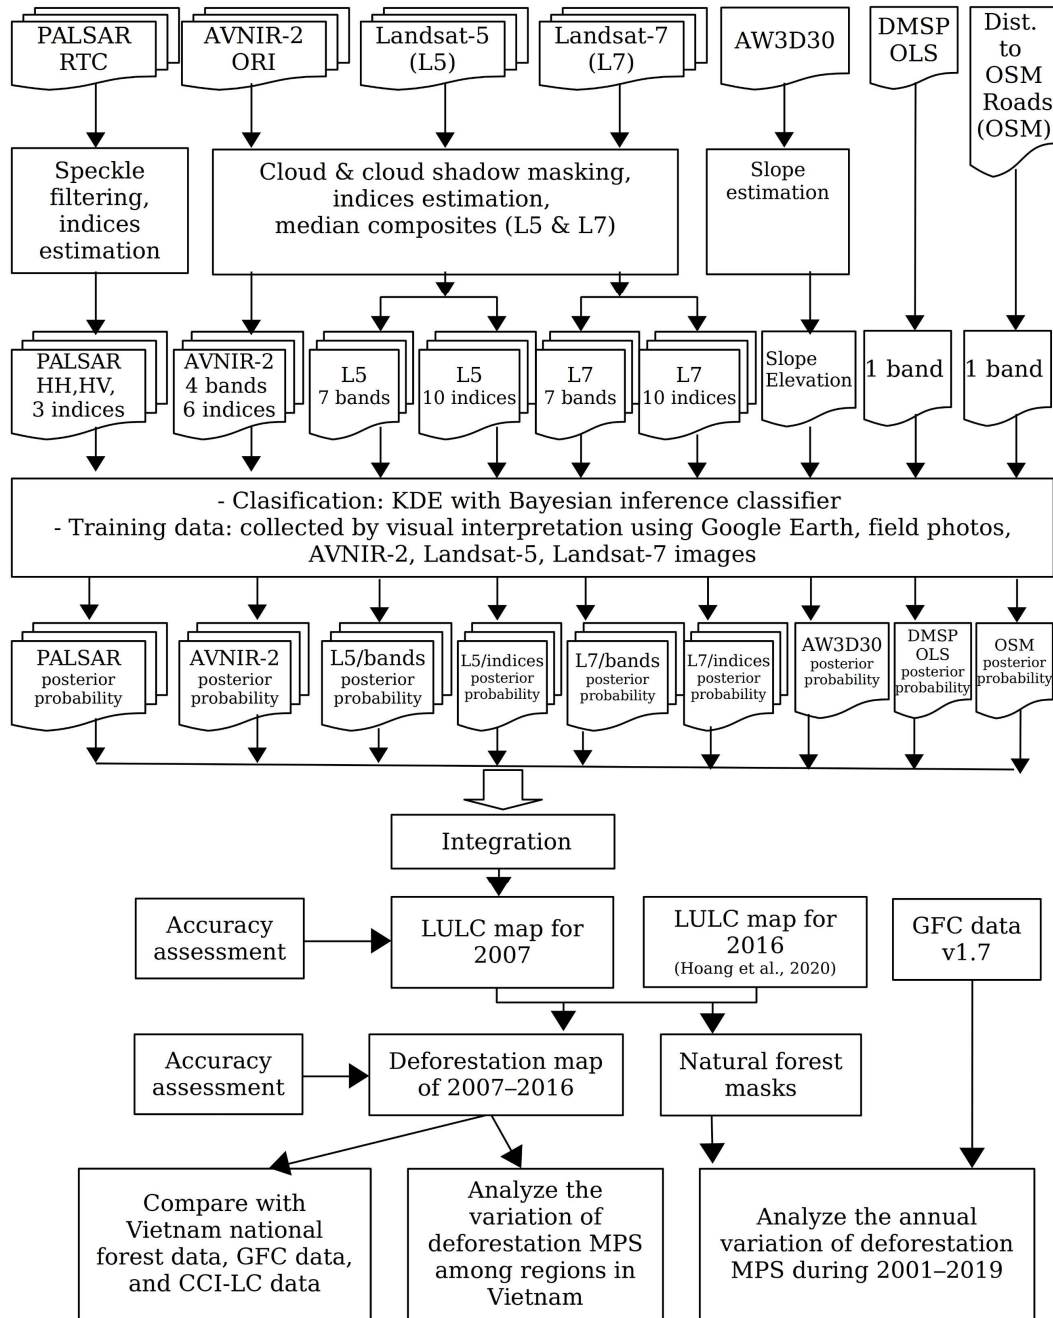 PALSAR
RTC
AVNIR-2
ORI
Landsat-5
(L5)
Landsat-7
(L7)
AW3D30
DMSP
OLS
Dist.
to
OSM
Roads
(OSM)
Speckle
filtering,
indices
estimation
Cloud & cloud shadow masking,
indices estimation,
median composites (L5 & L7)
Slope
estimation
PALSAR
HH,HV,
3 indices
AVNIR-2
4 bands
6 indices
L5
7 bands
L5
10 indices
L7
7 bands
L7
10 indices
Slope
Elevation
1 band
1 band
- Clasification: KDE with Bayesian inference classifier
- Training data: collected by visual interpretation using Google Earth, field photos,
AVNIR-2, Landsat-5, Landsat-7 images
PALSAR
posterior
probability
AVNIR-2
posterior
probability
L5/bands
posterior
probability
L5/indices
posterior
probability
L7/bands
posterior
probability
L7/indices
posterior
probability
AW3D30
posterior
probability
DMSP
OLS
posterior
probability
OSM
posterior
probability
Integration
Accuracy
assessment
LULC map for
2007
LULC map for
2016
(Hoang et al., 2020)
GFC data
v1.7
Accuracy
assessment
Deforestation map
of 2007–2016
Natural forest
masks
Compare with
Vietnam national
forest data, GFC data,
and CCI-LC data
Analyze the
variation of
deforestation MPS
among regions in
Vietnam
Analyze the annual
variation of deforestation
MPS during 2001–2019